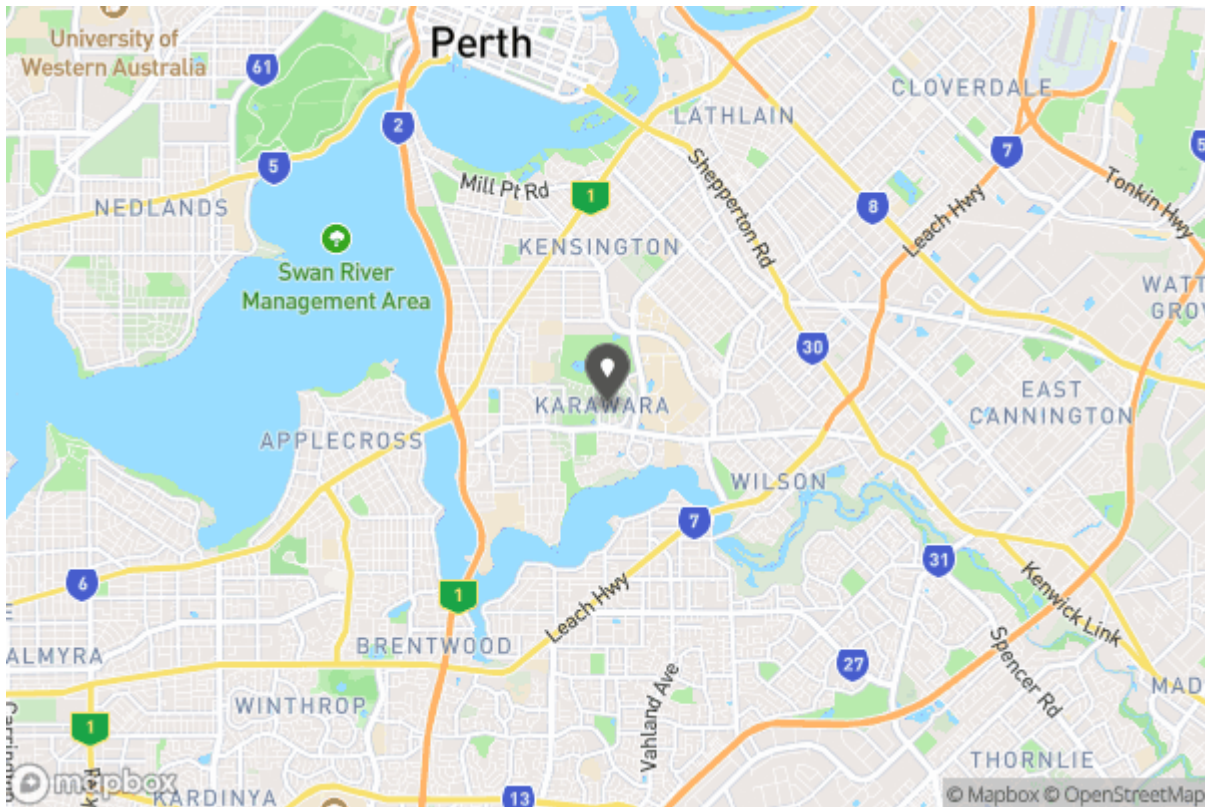 University of
Western Australia
Perth
61
CLOVERDALE
LATHLAIN
2
7
5
5
Mill Pt Rd
1
Shepperton Rd
Tonkin Hwy
NEDLANDS
8
Leach Hwy
KENSINGTON
Swan River
Management Area
WATT
GROV
30
KARAWARA
EAST
CANNINGTON
APPLECROSS
WILSON
7
6
31
1
Leach Hwy
Kenwick Link
BRENTWOOD
ALMYRA
27
Spencer Rd
Vahland Ave
MAD
WINTHROP
1
Carrington
THORNLIE
mapbox
KARDINYA
13
© Mapbox © OpenStreetMap